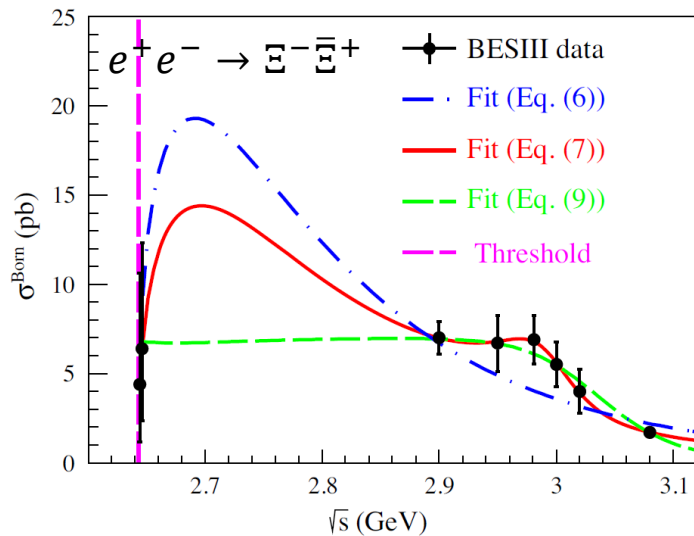 e⁺e⁻ → Ξ⁻Ξ̄⁺
BESIII data
Fit (Eq. (6))
Fit (Eq. (7))
Fit (Eq. (9))
Threshold
σ^Born (pb)
25
20
15
10
5
0
2.7 2.8 2.9 3 3.1
√s (GeV)